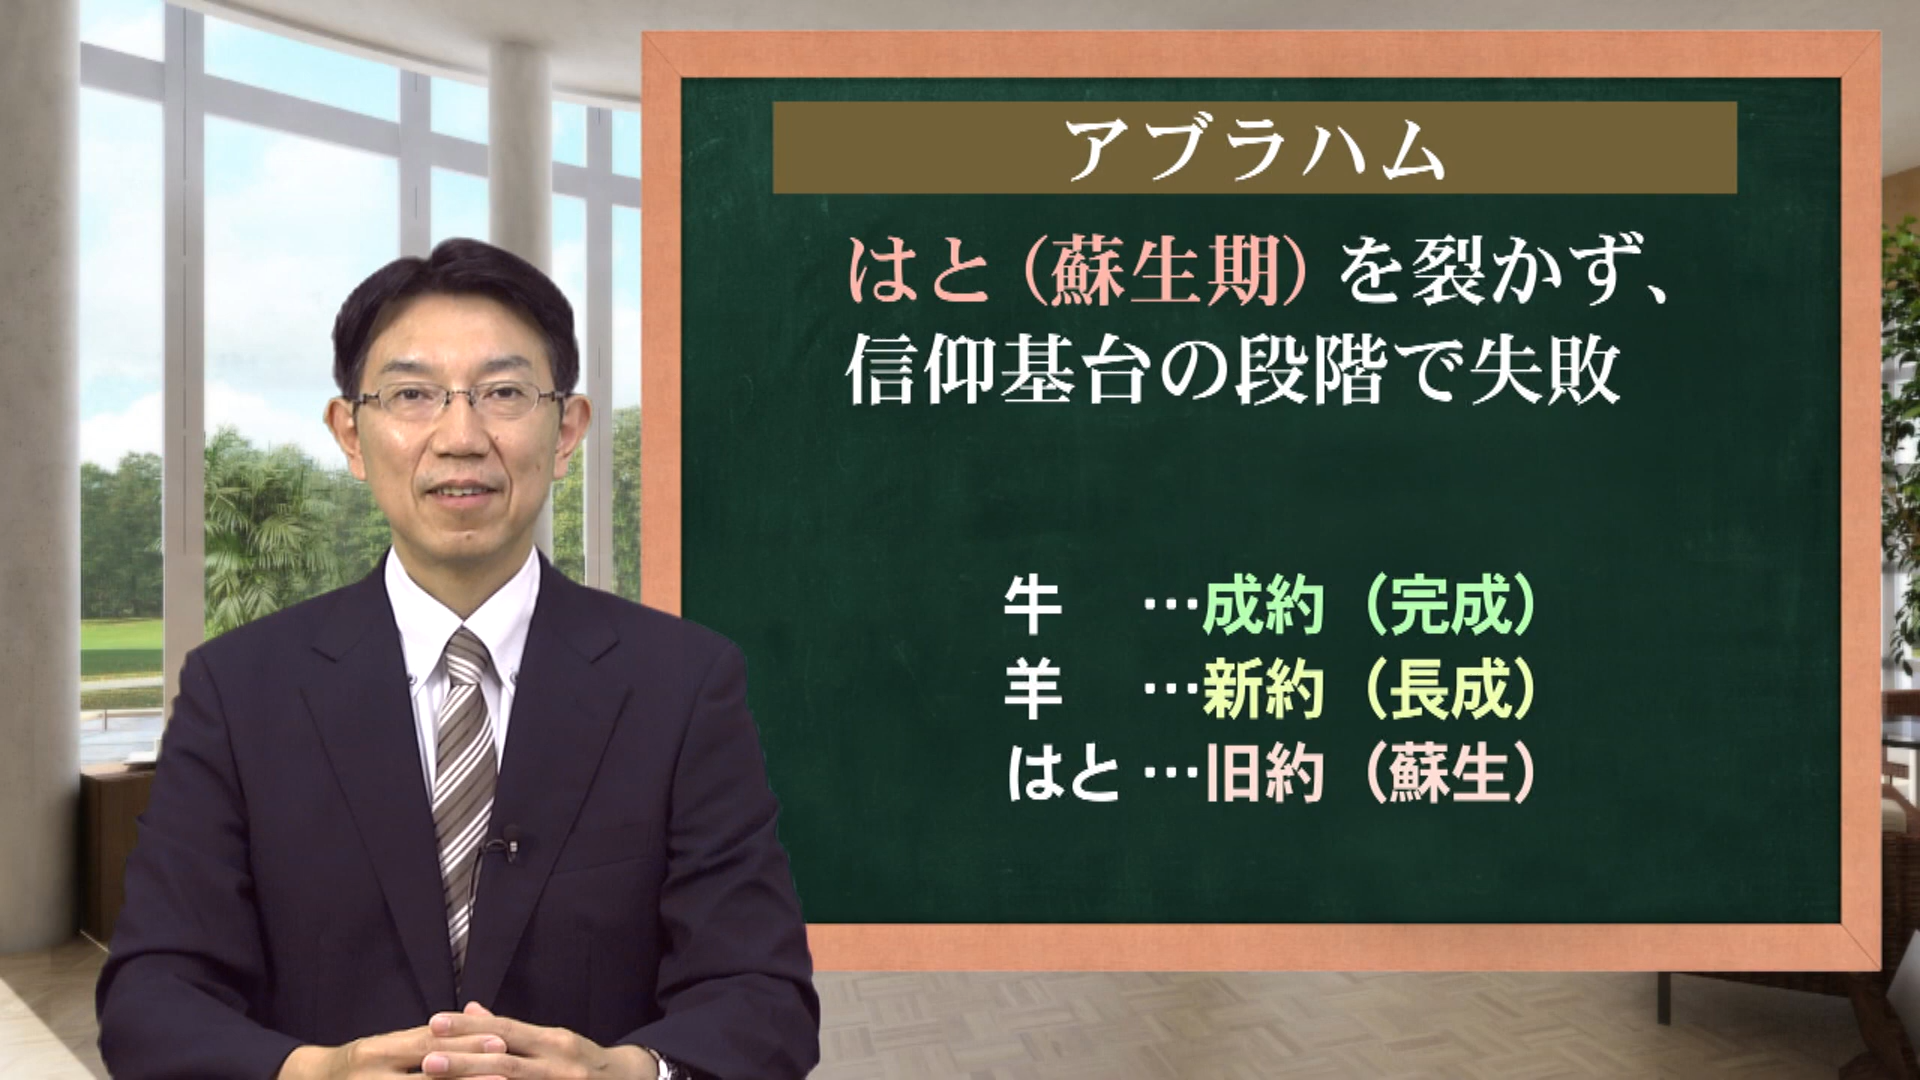 アブラハム
はと(蘇生期)を裂かず、
信仰基台の段階で失敗
牛 …成約(完成)
羊 …新約(長成)
はと…旧約(蘇生)